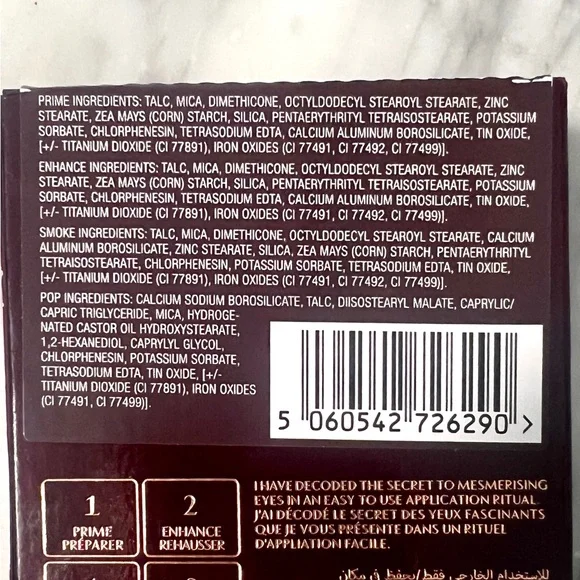 PRIME INGREDIENTS: TALC, MICA, DIMETHICONE, OCTYLDODECYL STEAROYL STEARATE, ZINC
STEARATE, ZEA MAYS (CORN) STARCH, SILICA, PENTAERYTHRITYL TETRAISOSTEARATE, POTASSIUM
SORBATE, CHLORPHENESIN, TETRASODIUM EDTA, CALCIUM ALUMINUM BOROSILICATE, TIN OXIDE,
[+/- TITANIUM DIOXIDE (CI 77891), IRON OXIDES (CI 77491, CI 77492, CI 77499)].
ENHANCE INGREDIENTS: TALC, MICA, DIMETHICONE, OCTYLDODECYL STEAROYL STEARATE, ZINC
STEARATE, ZEA MAYS (CORN) STARCH, SILICA, PENTAERYTHRITYL TETRAISOSTEARATE, POTASSIUM
SORBATE, CHLORPHENESIN, TETRASODIUM EDTA, CALCIUM ALUMINUM BOROSILICATE, TIN OXIDE,
[+/- TITANIUM DIOXIDE (CI 77891), IRON OXIDES (CI 77491, CI 77492, CI 77499)].
SMOKE INGREDIENTS: TALC, MICA, DIMETHICONE, OCTYLDODECYL STEAROYL STEARATE, CALCIUM
ALUMINUM BOROSILICATE, ZINC STEARATE, SILICA, ZEA MAYS (CORN) STARCH, PENTAERYTHRITYL
TETRAISOSTEARATE, CHLORPHENESIN, POTASSIUM SORBATE, TETRASODIUM EDTA, TIN OXIDE,
[+/- TITANIUM DIOXIDE (CI 77891), IRON OXIDES (CI 77491, CI 77492, CI 77499)].
POP INGREDIENTS: CALCIUM SODIUM BOROSILICATE, TALC, DIISOSTEARYL MALATE, CAPRYLIC/
CAPRIC TRIGLYCERIDE, MICA, HYDROGE-
NATED CASTOR OIL HYDROXYSTEARATE,
1,2-HEXANEDIOL, CAPRYLYL GLYCOL,
CHLORPHENESIN, POTASSIUM SORBATE,
TETRASODIUM EDTA, TIN OXIDE, [+/-
TITANIUM DIOXIDE (CI 77891), IRON OXIDES
(CI 77491, CI 77499)].
5 060542 726290 >
1
PRIME
PRÉPARER
2
ENHANCE
REHAUSSER
I HAVE DECODED THE SECRET TO MESMERISING
EYES IN AN EASY TO USE APPLICATION RITUAL.
J'AI DÉCODÉ LE SECRET DES YEUX FASCINANTS
QUE JE VOUS PRÉSENTE DANS UN RITUEL
D'APPLIATION FACILE.
للاستخدام الخارجي فقط/يحفظ في مكان